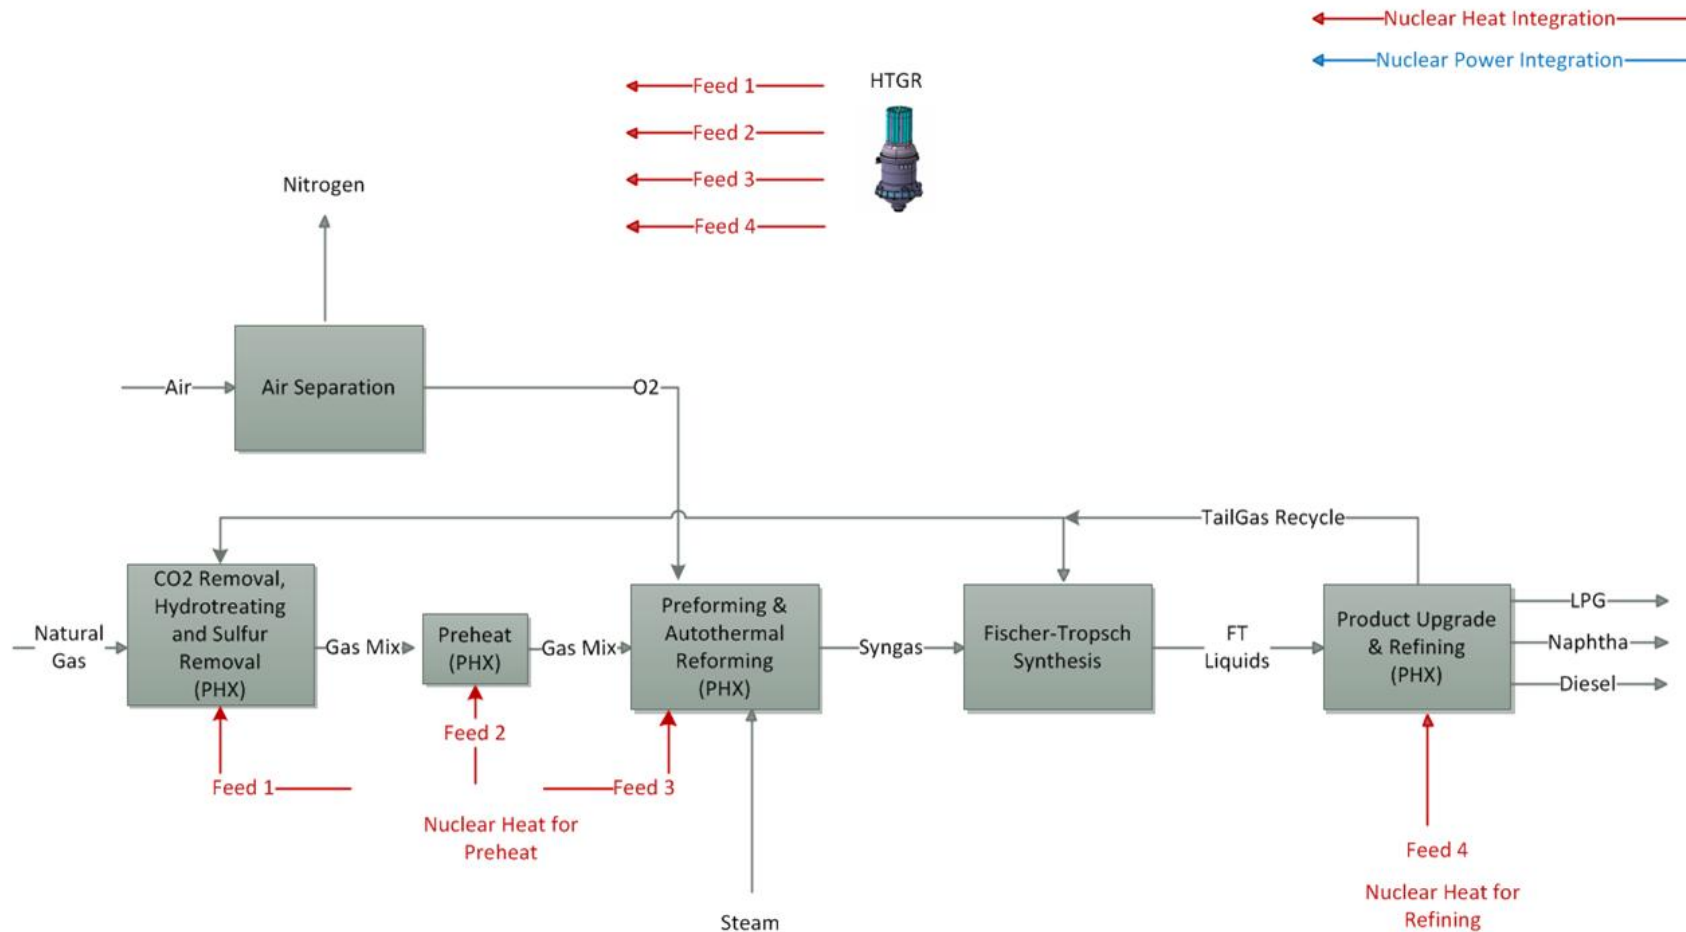 Nuclear Heat Integration
Nuclear Power Integration
HTGR
Feed 1
Feed 2
Feed 3
Feed 4
Nitrogen
Air
Air Separation
O2
TailGas Recycle
Natural
Gas
CO2 Removal,
Hydrotreating
and Sulfur
Removal
(PHX)
Gas Mix
Preheat
(PHX)
Gas Mix
Preforming &
Autothermal
Reforming
(PHX)
Syngas
Fischer-Tropsch
Synthesis
FT
Liquids
Product Upgrade
& Refining
(PHX)
LPG
Naphtha
Diesel
Feed 1
Feed 2
Feed 3
Nuclear Heat for
Preheat
Steam
Feed 4
Nuclear Heat for
Refining